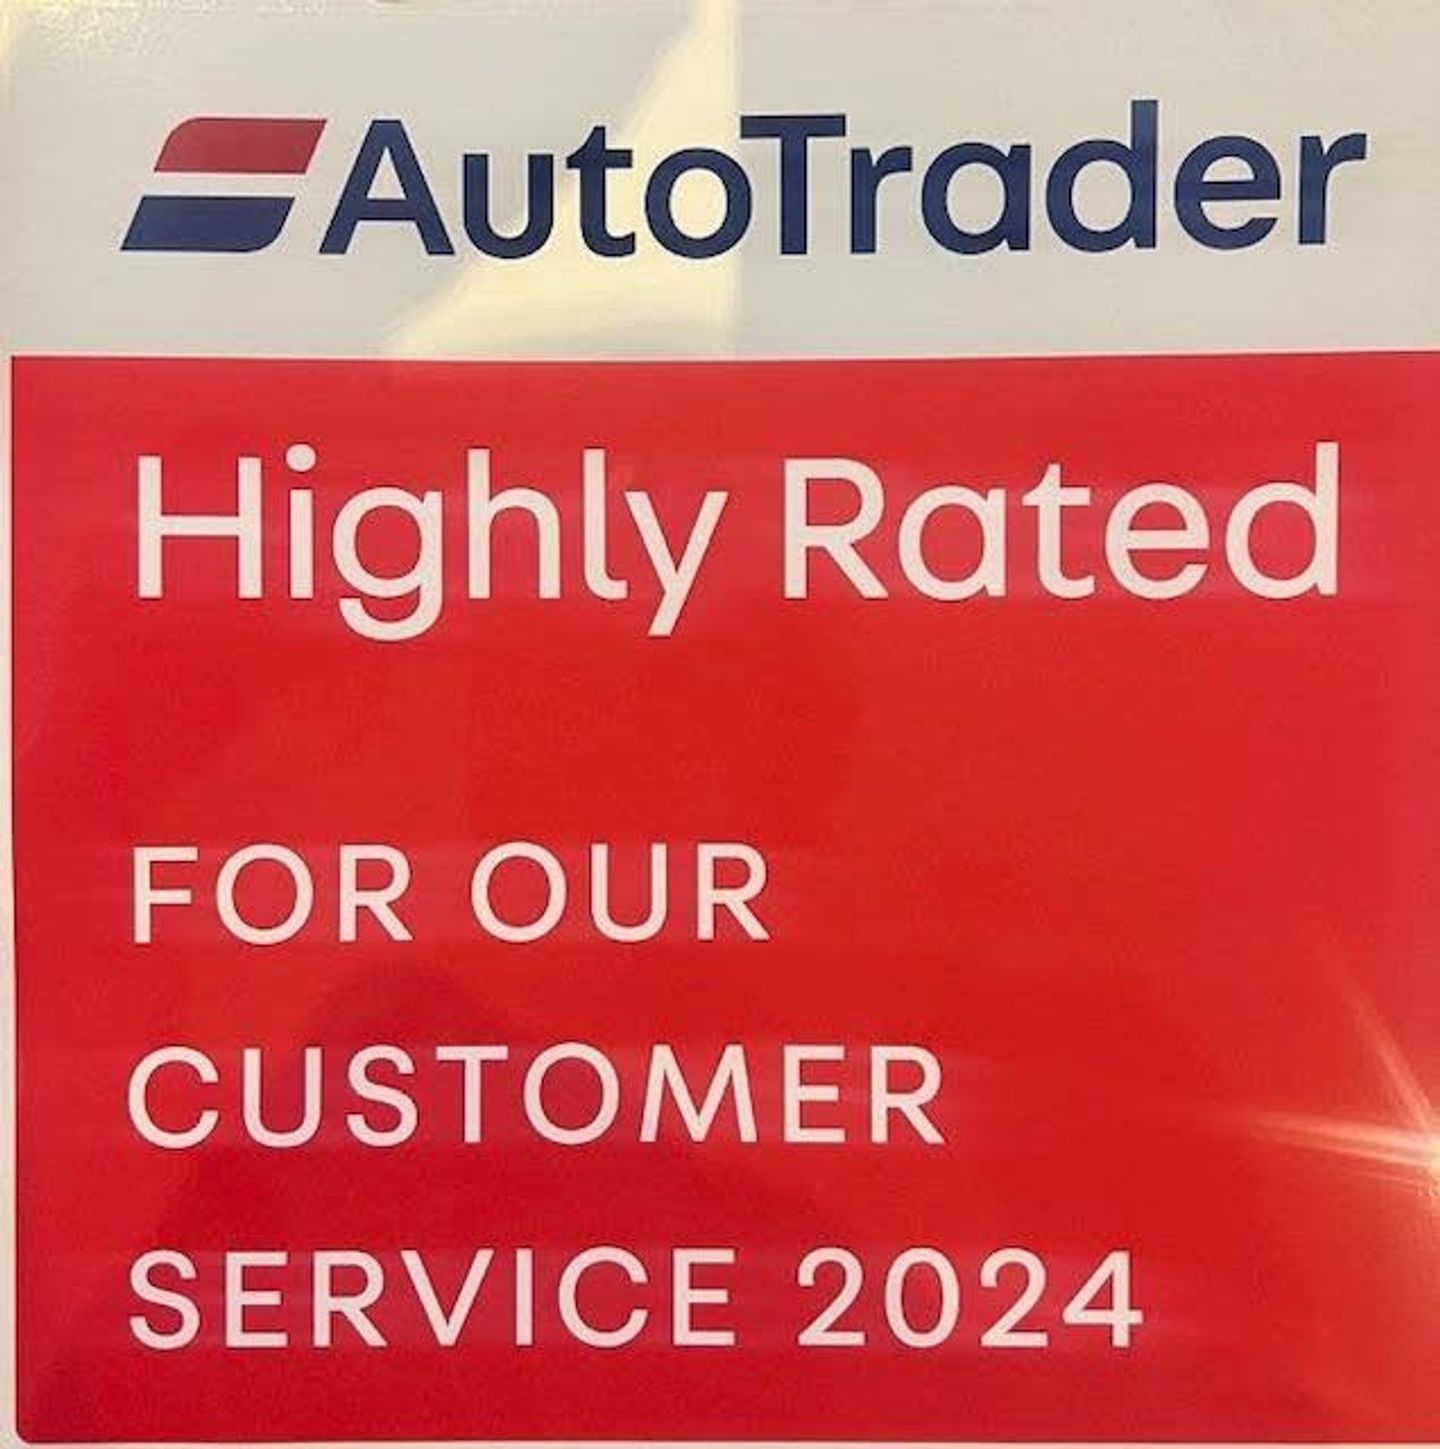 AutoTrader
Highly Rated
FOR OUR
CUSTOMER
SERVICE 2024